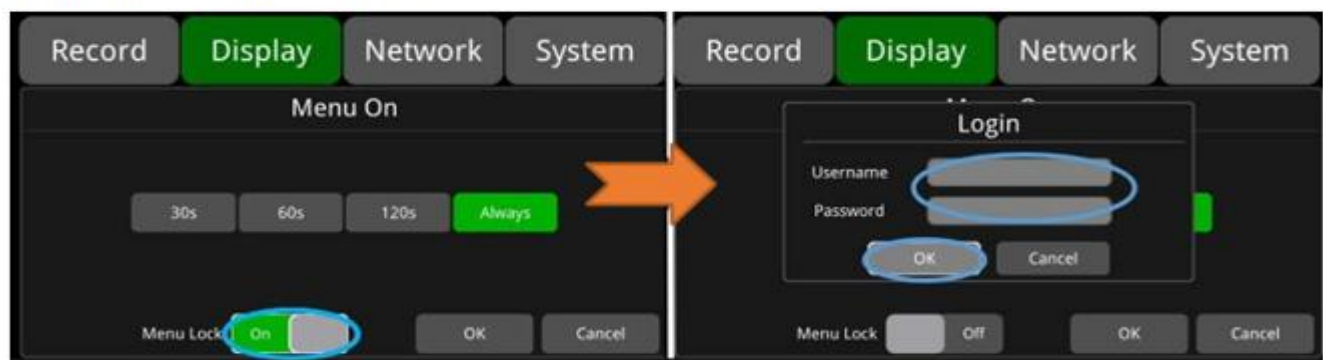 Record Display Network System
Menu On
30s 60s 120s Always
Menu Lock On OK Cancel
Record Display Network System
Login
Username
Password
OK Cancel
Menu Lock Off OK Cancel